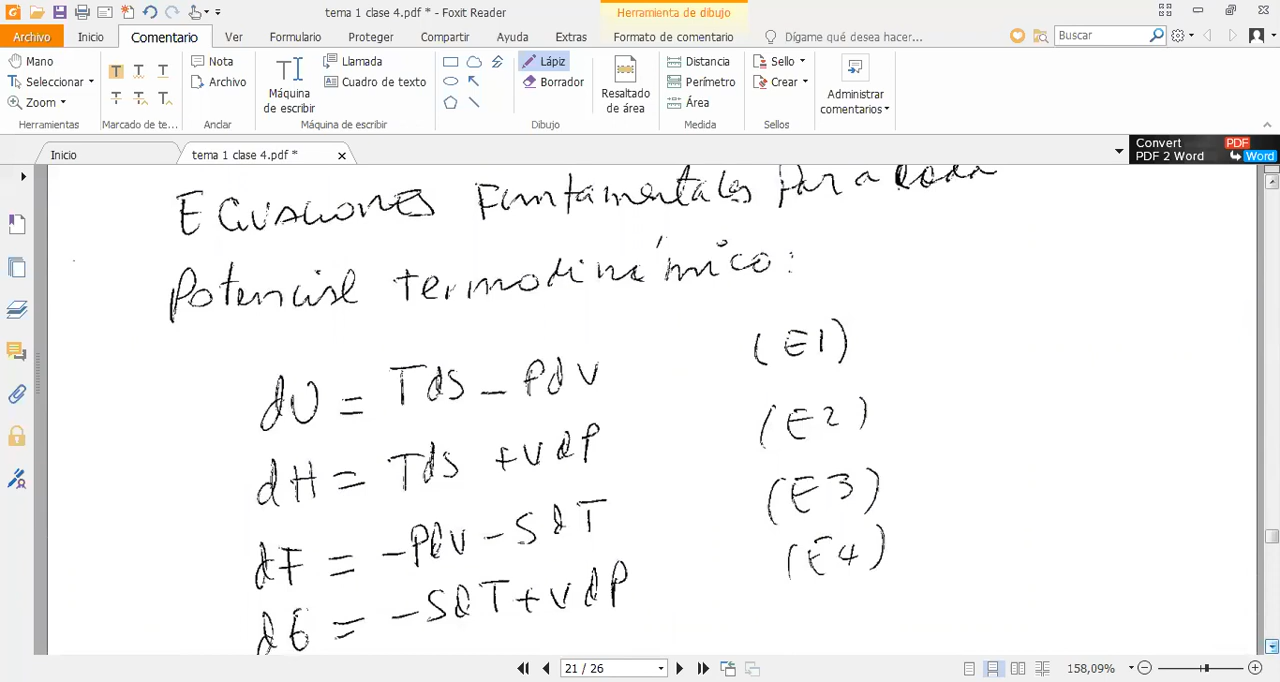 tema 1 clase 4.pdf * - Foxit Reader
Herramienta de dibujo
Archivo Inicio Comentario Ver Formulario Proteger Compartir Ayuda Extras Formato de comentario Dígame qué desea hacer... Buscar
Mano
Seleccionar
Zoom
Herramientas
T T T
T T T
Marcado de te...
Nota
Archivo
Anclar
Máquina de escribir
Llamada
Cuadro de texto
Máquina de escribir
Lápiz
Borrador
Dibujo
Resaltado de área
Distancia
Perímetro
Área
Medida
Sello
Crear
Sellos
Administrar comentarios
Inicio
tema 1 clase 4.pdf *
Convert PDF
PDF 2 Word Word
Ecuaciones Fundamentales Para cada
Potencial termodinámico:
dU = TdS - PdV (E1)
dH = TdS + VdP (E2)
dF = -PdV - SdT (E3)
dG = -SdT + VdP (E4)
21 / 26
158,09%